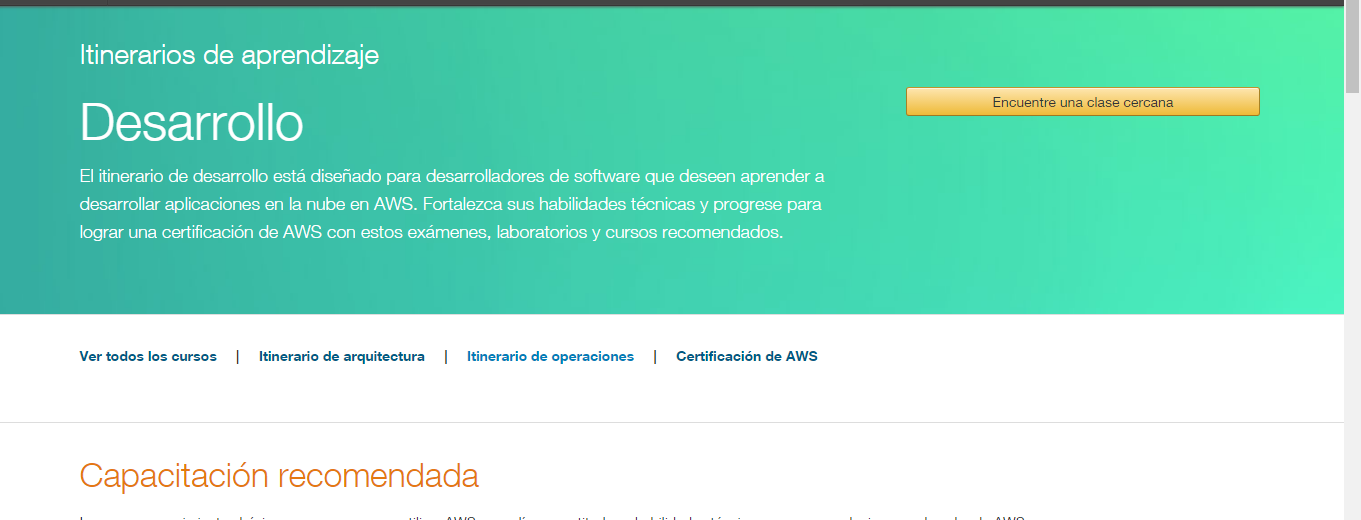 Itinerarios de aprendizaje
Desarrollo
Encuentre una clase cercana
El itinerario de desarrollo está diseñado para desarrolladores de software que deseen aprender a
desarrollar aplicaciones en la nube en AWS. Fortalezca sus habilidades técnicas y progrese para
lograr una certificación de AWS con estos exámenes, laboratorios y cursos recomendados.
Ver todos los cursos | Itinerario de arquitectura | Itinerario de operaciones | Certificación de AWS
Capacitación recomendada